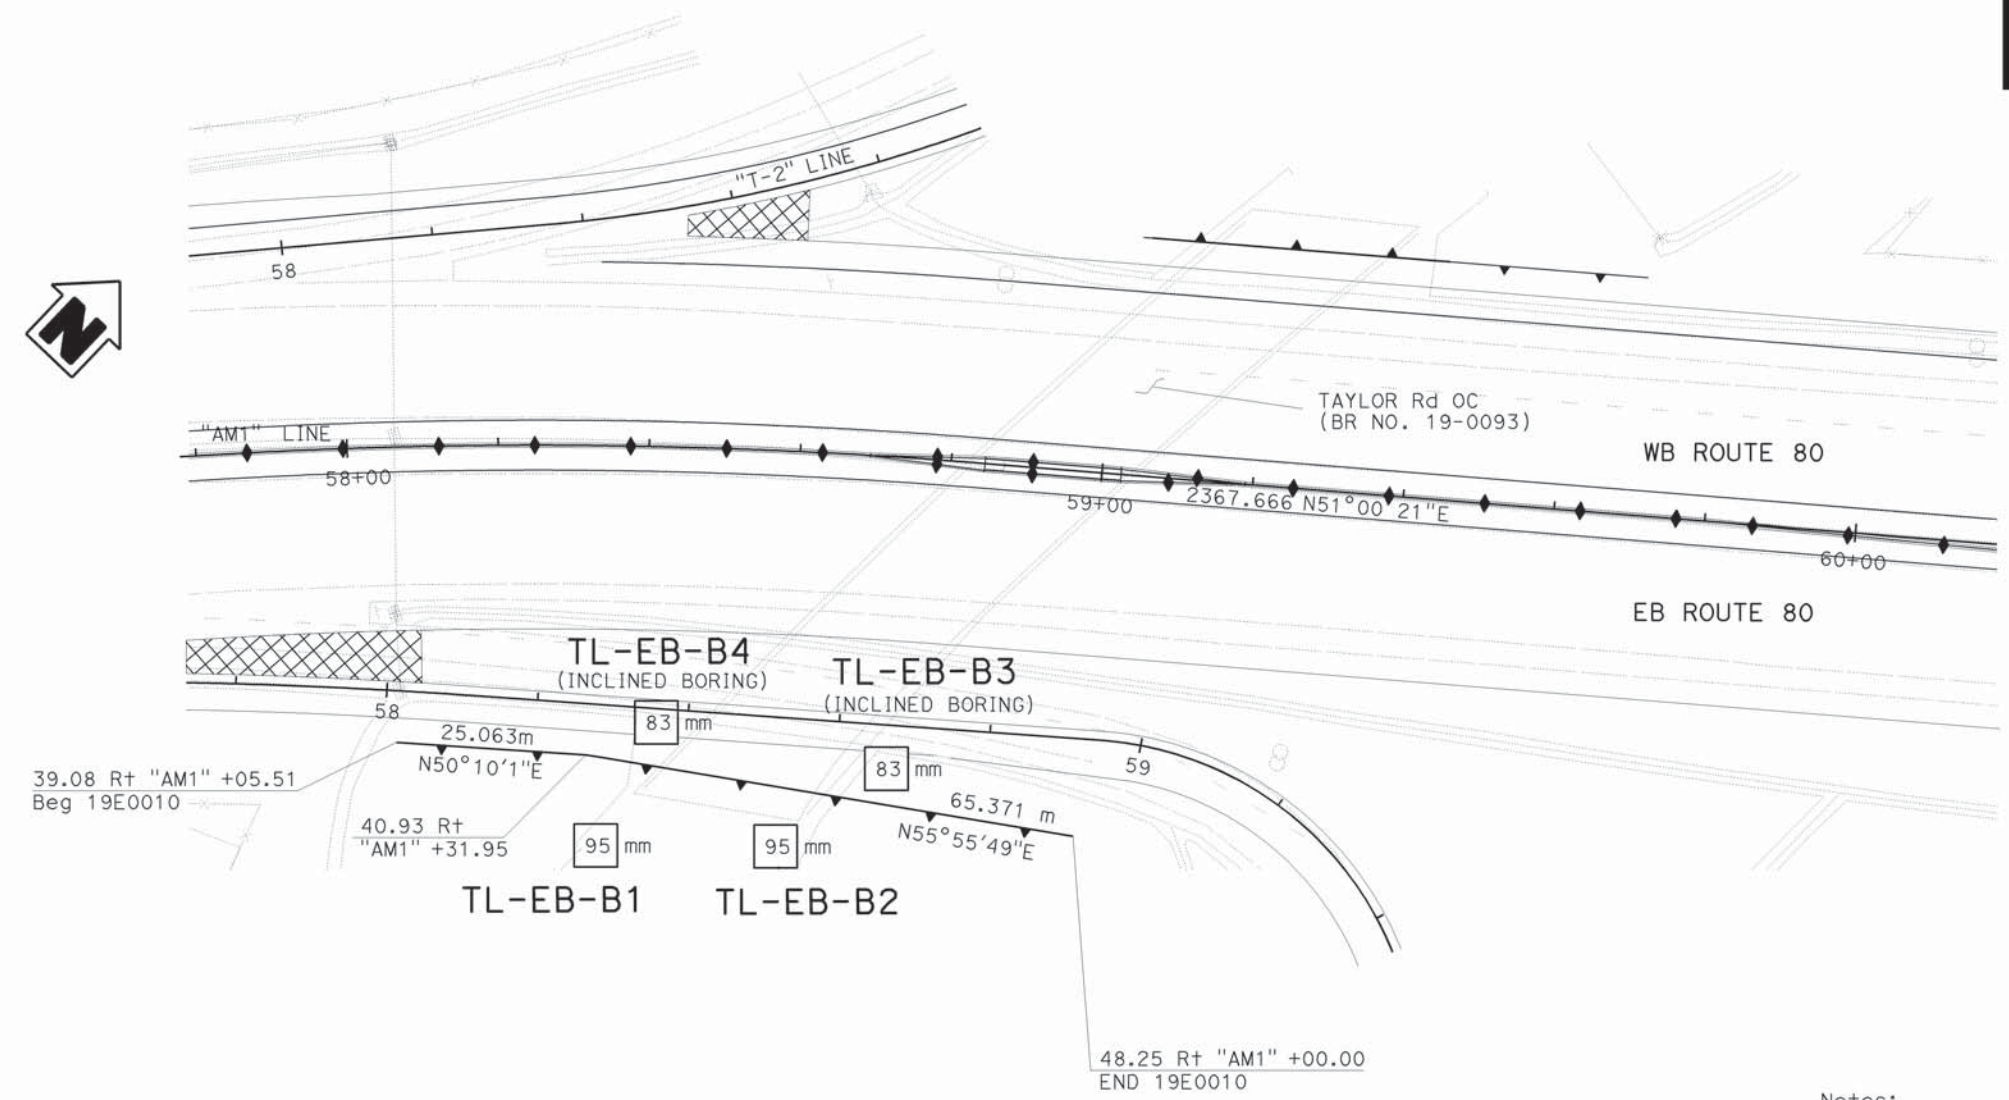 "T-2" LINE
58
N
TAYLOR Rd OC
(BR NO. 19-0093)
WB ROUTE 80
"AM1" LINE
58+00
59+00
2367.666 N51°00'21"E
60+00
EB ROUTE 80
TL-EB-B4
(INCLINED BORING)
TL-EB-B3
(INCLINED BORING)
58
83 mm
25.063m
N50°10'1"E
83 mm
59
39.08 Rt "AM1" +05.51
Beg 19E0010
65.371 m
N55°55'49"E
40.93 Rt
"AM1" +31.95
95 mm
95 mm
TL-EB-B1
TL-EB-B2
48.25 Rt "AM1" +00.00
END 19E0010
Notes: